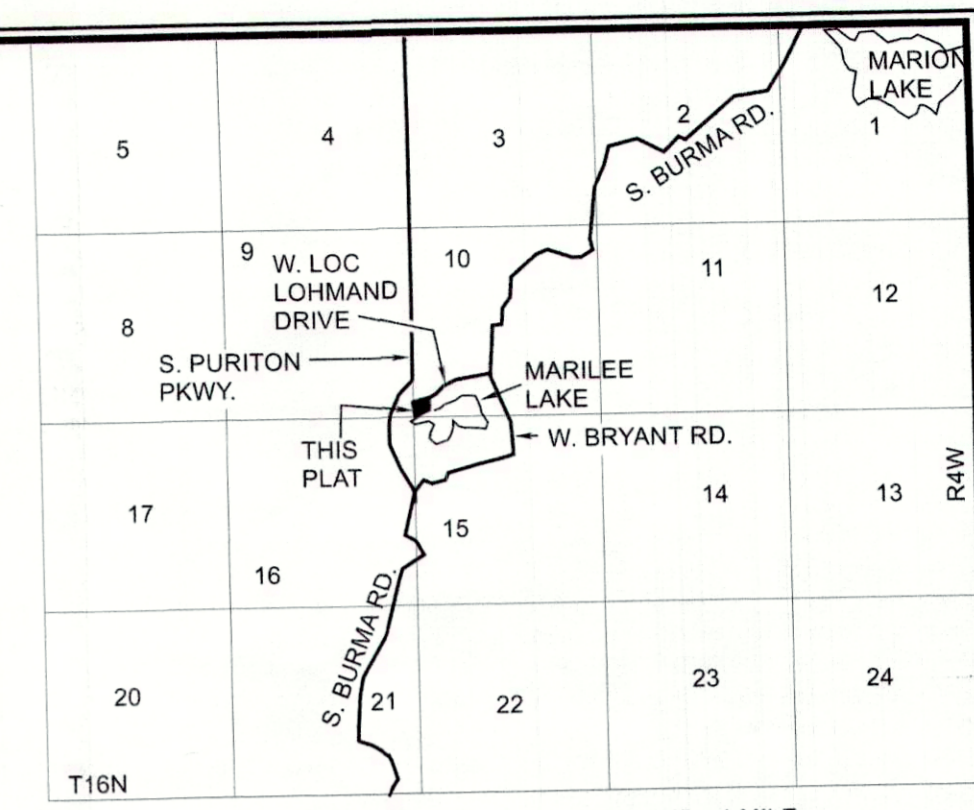 MARION
LAKE
5
4
3
2
1
S. BURMA RD.
9
W. LOC
LOHMAND
DRIVE
10
11
12
8
S. PURITON
PKWY.
MARILEE
LAKE
THIS
PLAT
W. BRYANT RD.
R4W
17
16
15
14
13
S. BURMA RD.
20
21
22
23
24
T16N